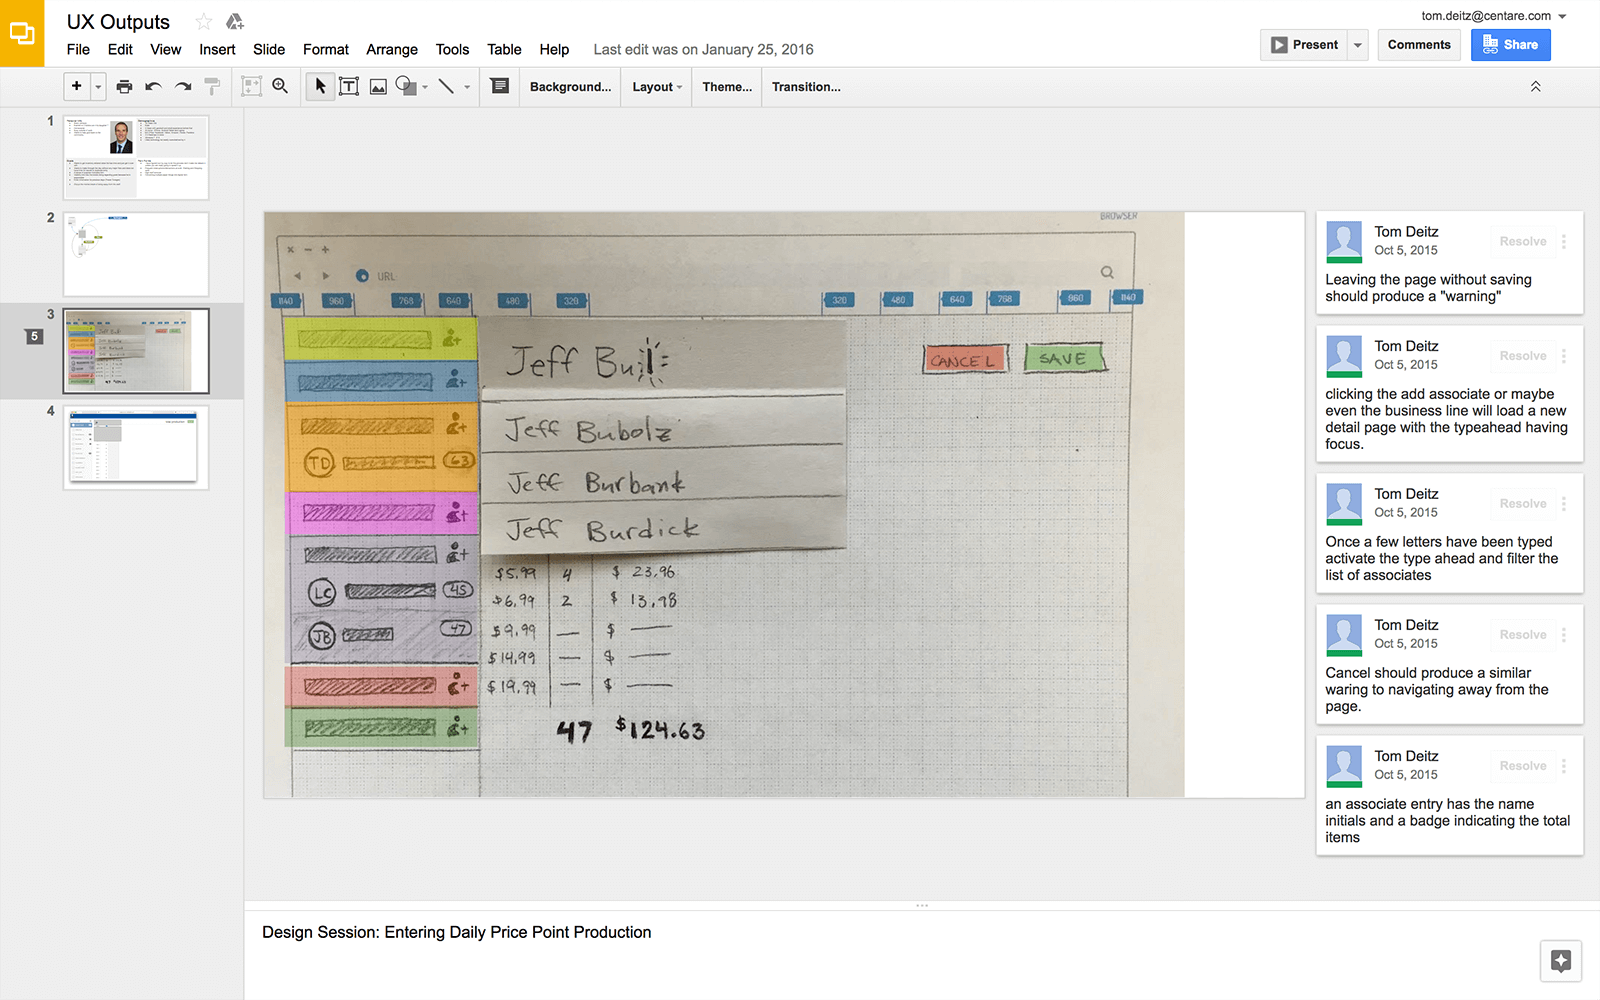 UX Outputs
tom.deitz@centare.com
File Edit View Insert Slide Format Arrange Tools Table Help Last edit was on January 25, 2016
Present Comments Share
Background... Layout Theme... Transition...
1
2
3
5
4
BROWSER
URL
1140 960 768 640 480 320 320 480 640 768 960 1140
Jeff Bu
CANCEL SAVE
Jeff Bubolz
Jeff Burbank
Jeff Burdick
TD 63
LC 45
JB 47
$5.99 4 $ 23.96
$6.99 2 $ 13.98
$9.99 — $ —
$14.99 — $ —
$19.99 — $ —
47 $124.63
Tom Deitz
Oct 5, 2015
Resolve
Leaving the page without saving
should produce a "warning"
Tom Deitz
Oct 5, 2015
Resolve
clicking the add associate or maybe
even the business line will load a new
detail page with the typeahead having
focus.
Tom Deitz
Oct 5, 2015
Resolve
Once a few letters have been typed
activate the type ahead and filter the
list of associates
Tom Deitz
Oct 5, 2015
Resolve
Cancel should produce a similar
waring to navigating away from the
page.
Tom Deitz
Oct 5, 2015
Resolve
an associate entry has the name
initials and a badge indicating the total
items
Design Session: Entering Daily Price Point Production